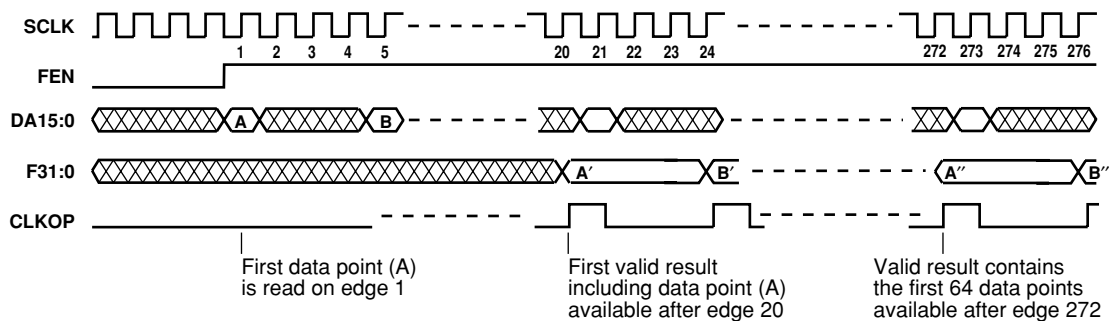 SCLK
1 2 3 4 5 20 21 22 23 24 272 273 274 275 276
FEN
DA15:0 A B
F31:0 A′ B′ A″ B″
CLKOP
First data point (A)
is read on edge 1
First valid result
including data point (A)
available after edge 20
Valid result contains
the first 64 data points
available after edge 272